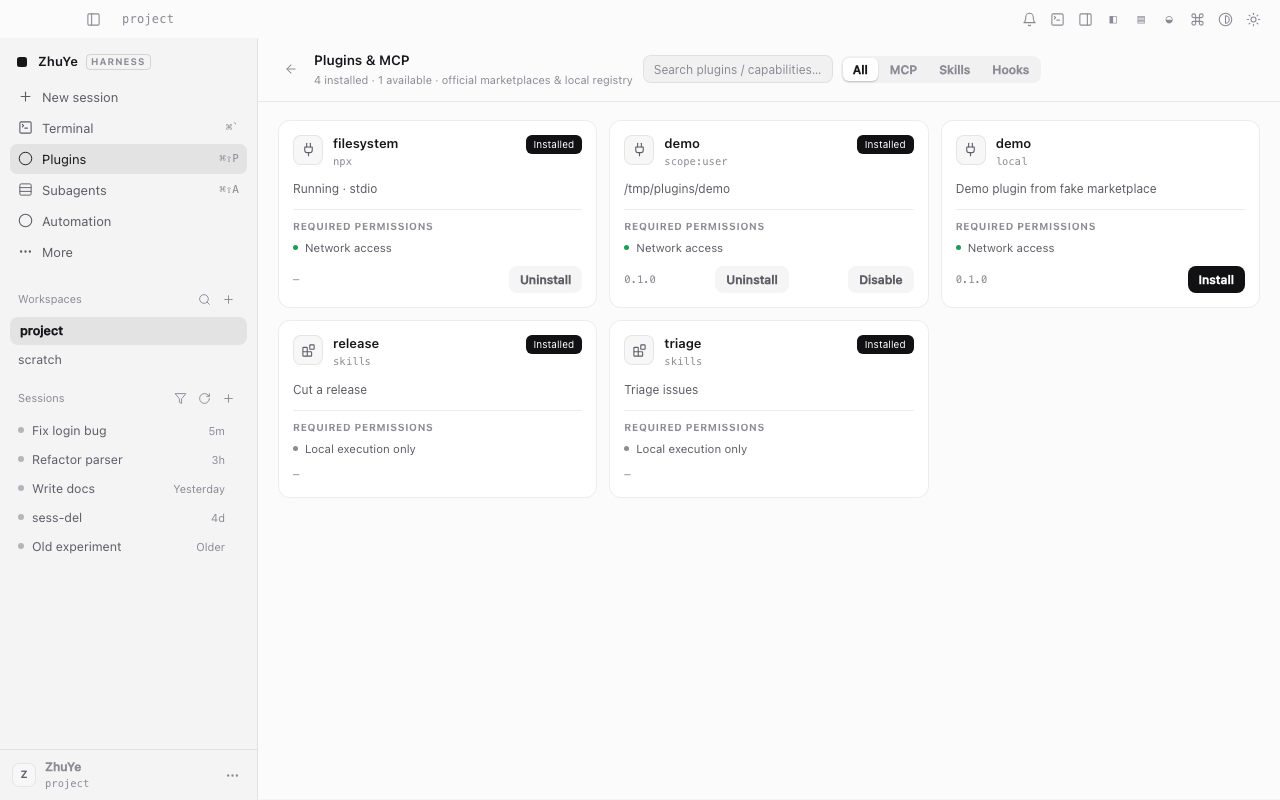 project
ZhuYe HARNESS
New session
Terminal ⌘`
Plugins ⌘⇧P
Subagents ⌘⇧A
Automation
More
Workspaces
project
scratch
Sessions
Fix login bug 5m
Refactor parser 3h
Write docs Yesterday
sess-del 4d
Old experiment Older
Z
ZhuYe
project
Plugins & MCP
4 installed · 1 available · official marketplaces & local registry
Search plugins / capabilities...
All MCP Skills Hooks
filesystem Installed
npx
Running · stdio
REQUIRED PERMISSIONS
Network access
— Uninstall
demo Installed
scope:user
/tmp/plugins/demo
REQUIRED PERMISSIONS
Network access
0.1.0 Uninstall Disable
demo
local
Demo plugin from fake marketplace
REQUIRED PERMISSIONS
Network access
0.1.0 Install
release Installed
skills
Cut a release
REQUIRED PERMISSIONS
Local execution only
—
triage Installed
skills
Triage issues
REQUIRED PERMISSIONS
Local execution only
—